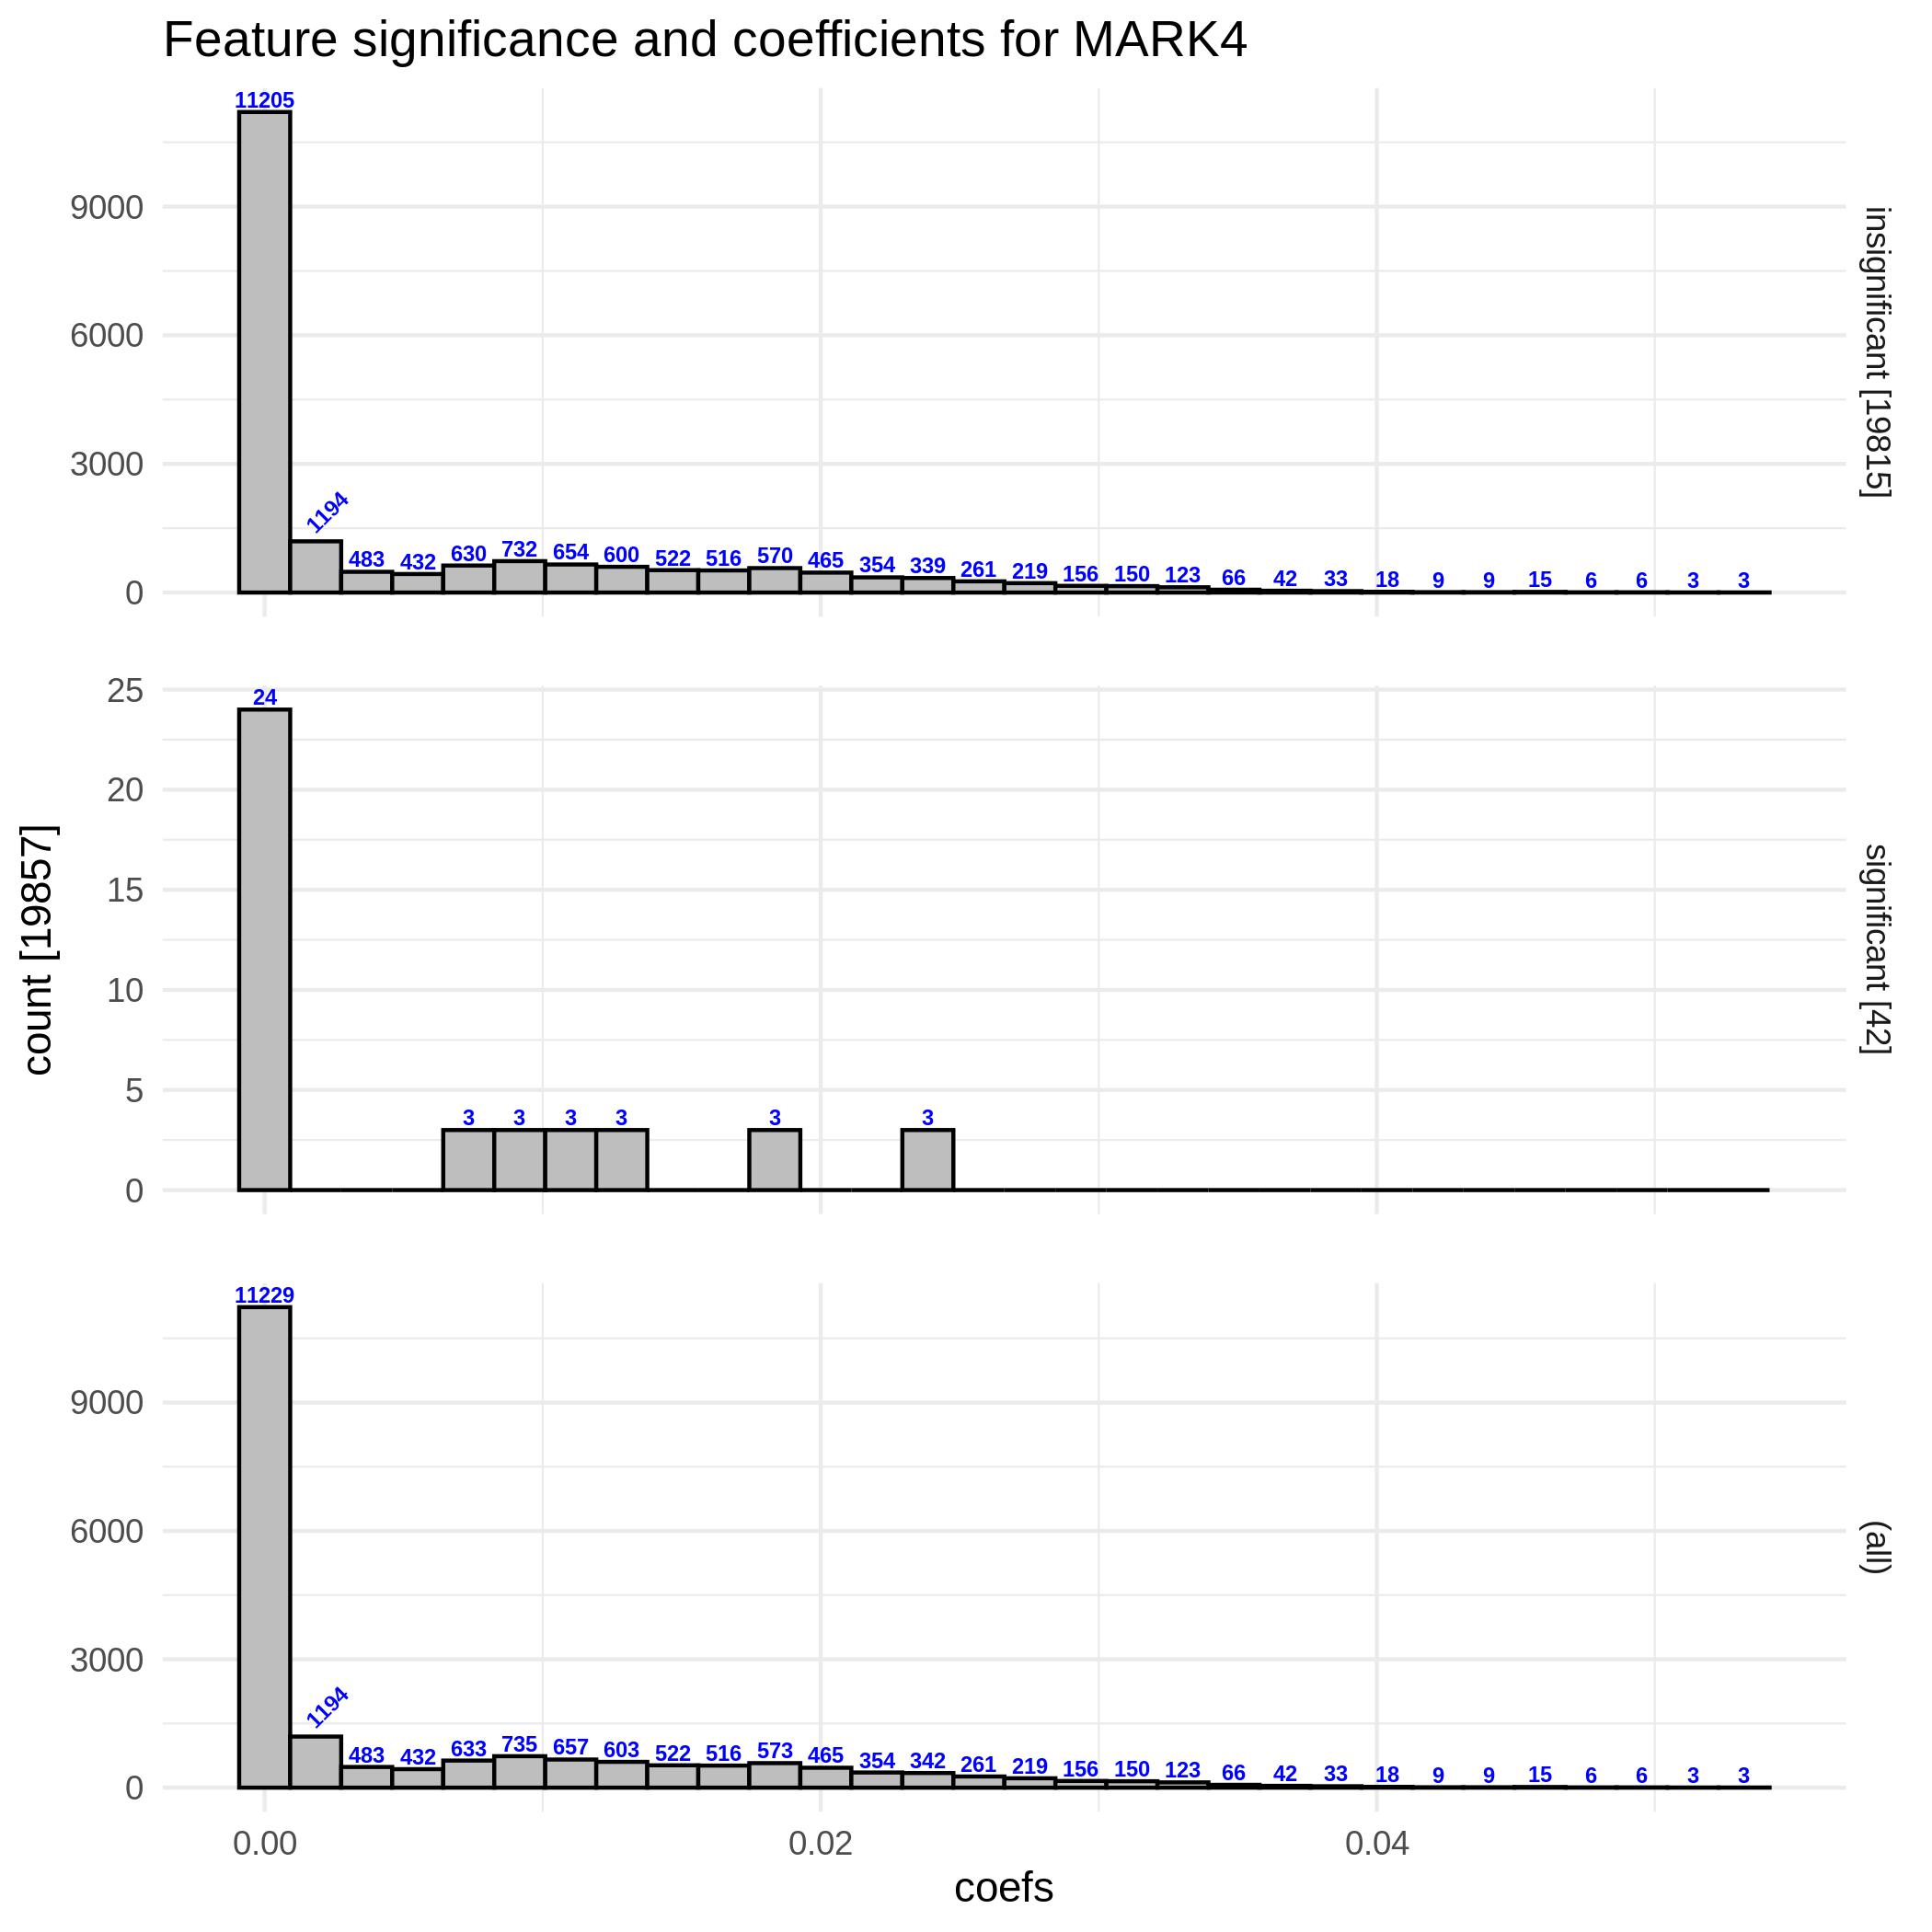 Feature significance and coefficients for MARK4
11205
9000
6000
3000
0
1194
483 432 630 732 654 600 522 516 570 465 354 339 261 219 156 150 123 66 42 33 18 9 9 15 6 6 3 3
insignificant [19815]
25
20
15
10
5
0
24
3 3 3 3 3 3
significant [42]
count [19857]
11229
9000
6000
3000
0
1194
483 432 633 735 657 603 522 516 573 465 354 342 261 219 156 150 123 66 42 33 18 9 9 15 6 6 3 3
(all)
0.00 0.02 0.04
coefs